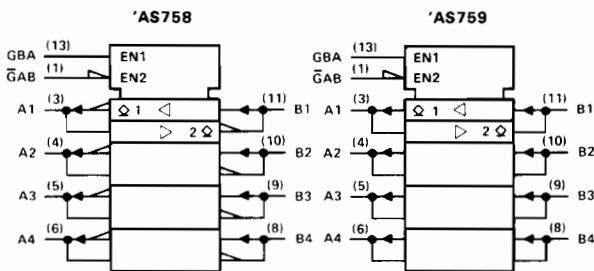 'AS758
GBA (13) EN1
G̅AB (1) EN2
A1 (3) 1 (11) B1
2
A2 (4) (10) B2
A3 (5) (9) B3
A4 (6) (8) B4
'AS759
GBA (13) EN1
G̅AB (1) EN2
A1 (3) 1 (11) B1
2
A2 (4) (10) B2
A3 (5) (9) B3
A4 (6) (8) B4